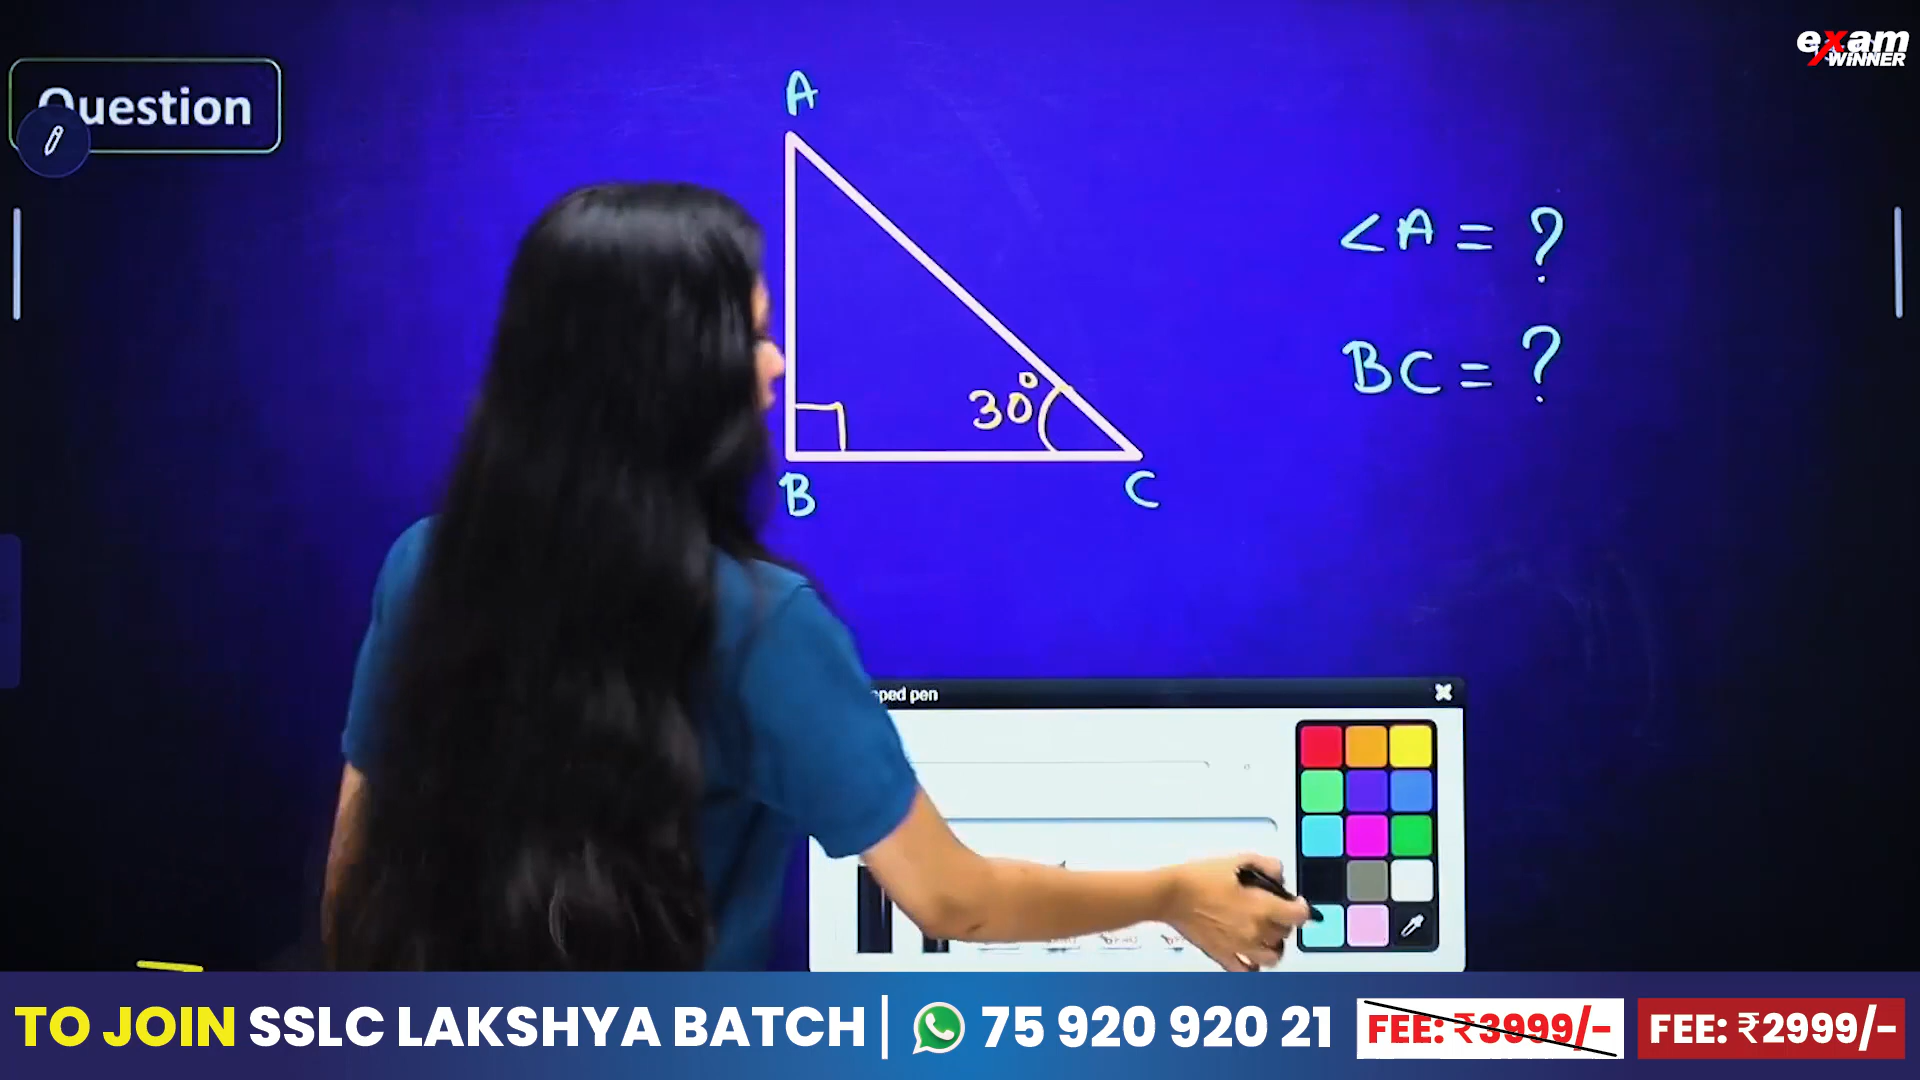 exam
WINNER
Question
A
∠A = ?
BC = ?
30°
B
C
pped pen
TO JOIN SSLC LAKSHYA BATCH | 75 920 920 21
FEE: ₹3999/-
FEE: ₹2999/-